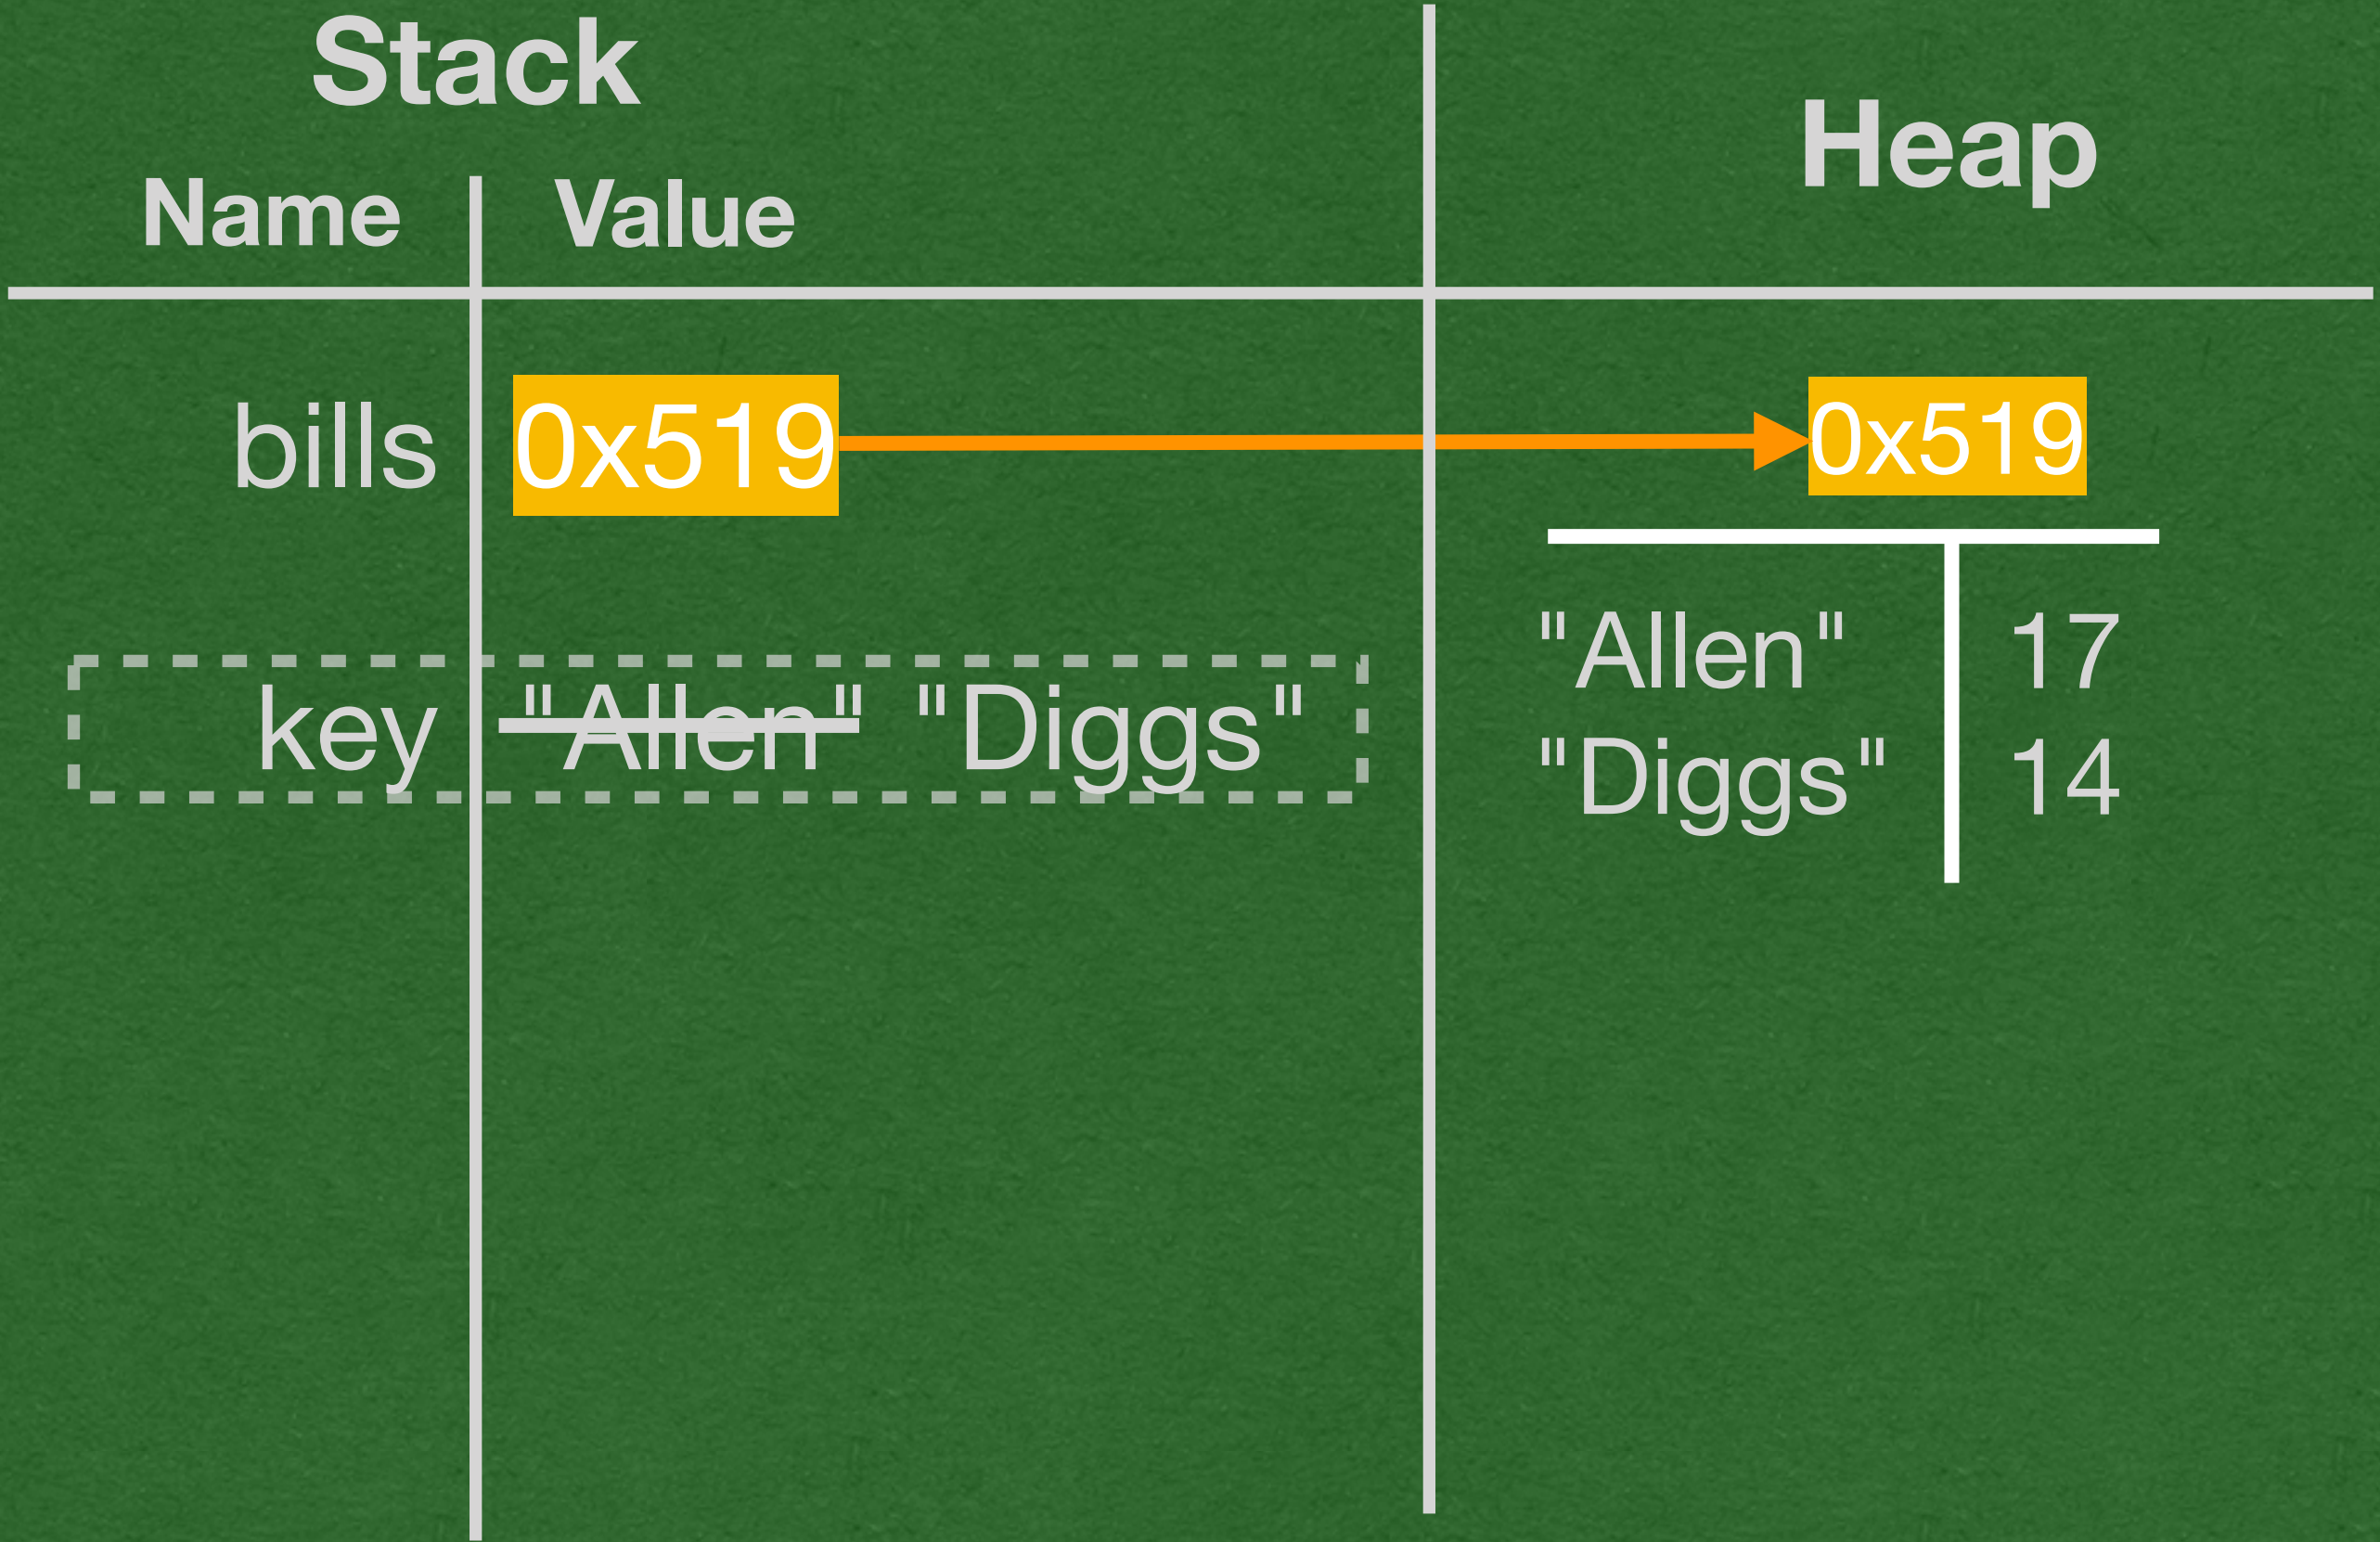 Stack
Heap
Name Value
bills 0x519 0x519
"Allen" 17
key "Allen" "Diggs"
"Diggs" 14